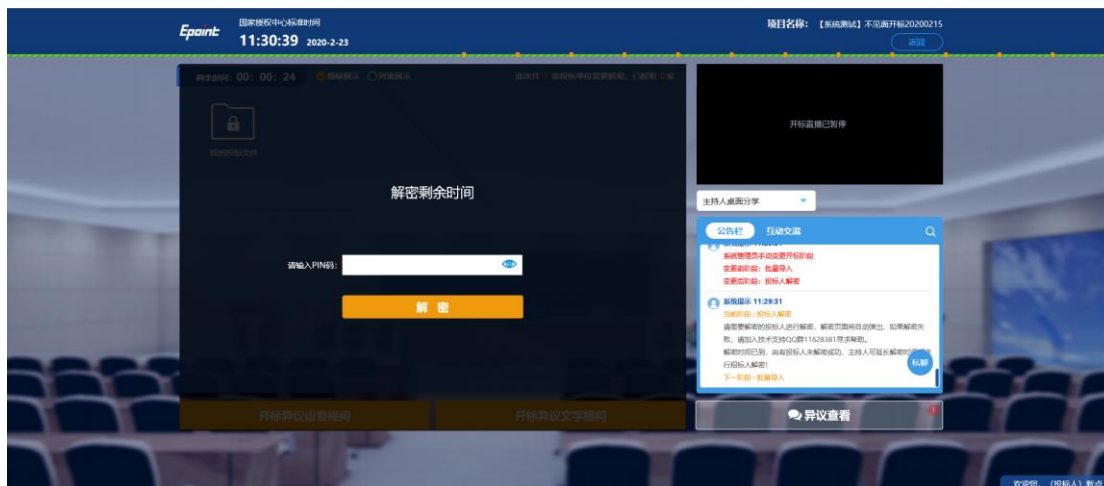 Epoint
国家授权中心标准时间
11:30:39 2020-2-23
项目名称: 【系统测试】不见面开标20200215
返回
剩余时间: 00: 00: 24
图标展示 列表展示
我的投标文件
解密剩余时间
请输入PIN码:
解 密
开标异议语音提问
开标异议文字提问
开标直播已暂停
主持人桌面分享
公告栏 互动交流
系统管理员手动变更开标阶段
变更前阶段: 批量导入
变更后阶段: 投标人解密
系统提示 11:29:31
当前阶段: 投标人解密
请需要解密的投标人进行解密, 解密页面将自动弹出, 如果解密失
败, 请加入技术支持QQ群11628381寻求帮助。
解密时间已到, 尚有投标人未解密成功, 主持人可延长解密时
行招标人解密!
私聊
下一阶段: 批量导入
异议查看
欢迎您, (投标人) 新点